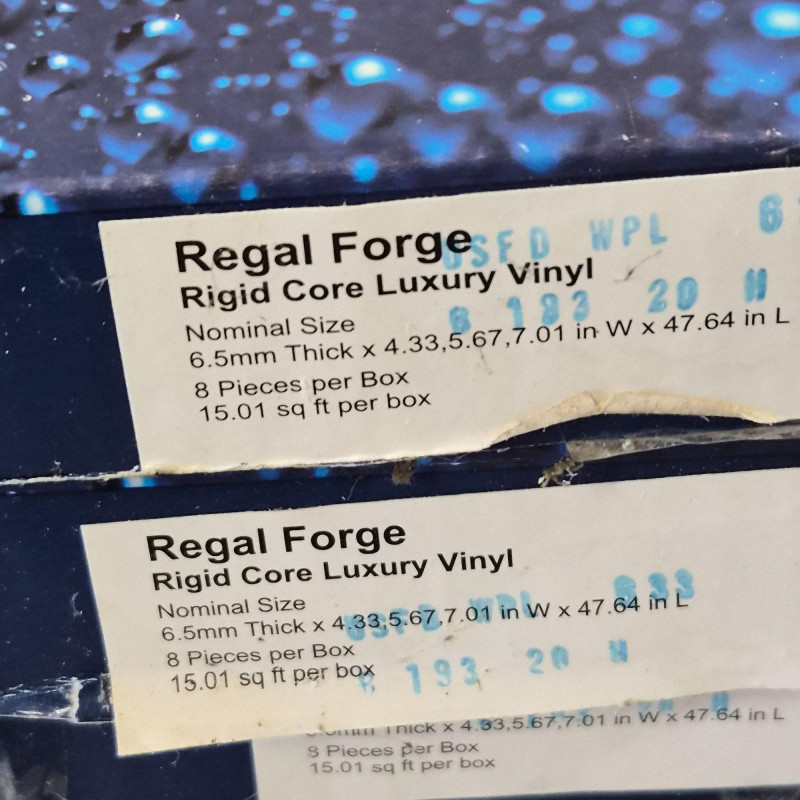 Regal Forge
Rigid Core Luxury Vinyl
Nominal Size
6.5mm Thick x 4.33,5.67,7.01 in W x 47.64 in L
8 Pieces per Box
15.01 sq ft per box
WPL 6
193 20 M
Regal Forge
Rigid Core Luxury Vinyl
Nominal Size
6.5mm Thick x 4.33,5.67,7.01 in W x 47.64 in L
8 Pieces per Box
15.01 sq ft per box
193 20 M
Thick x 4.33,5.67,7.01 in W x 47.64 in L
8 Pieces per Box
15.01 sq ft per box